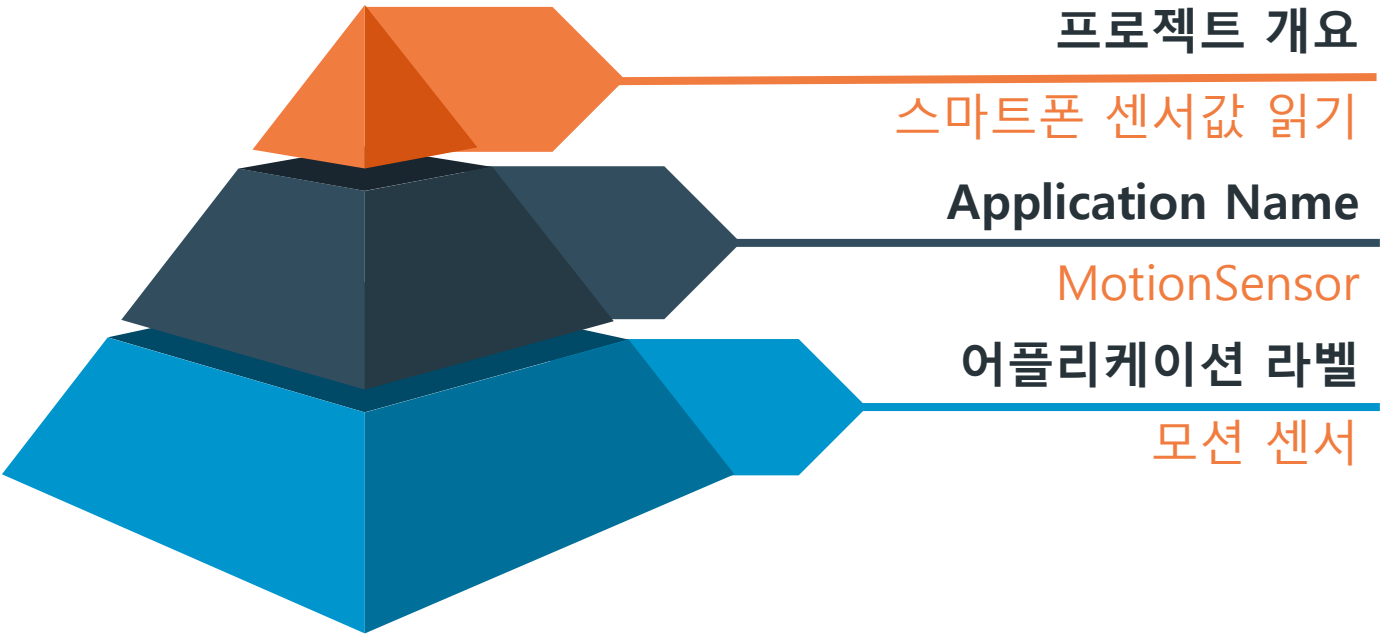 프로젝트 개요
스마트폰 센서값 읽기
Application Name
MotionSensor
어플리케이션 라벨
모션 센서